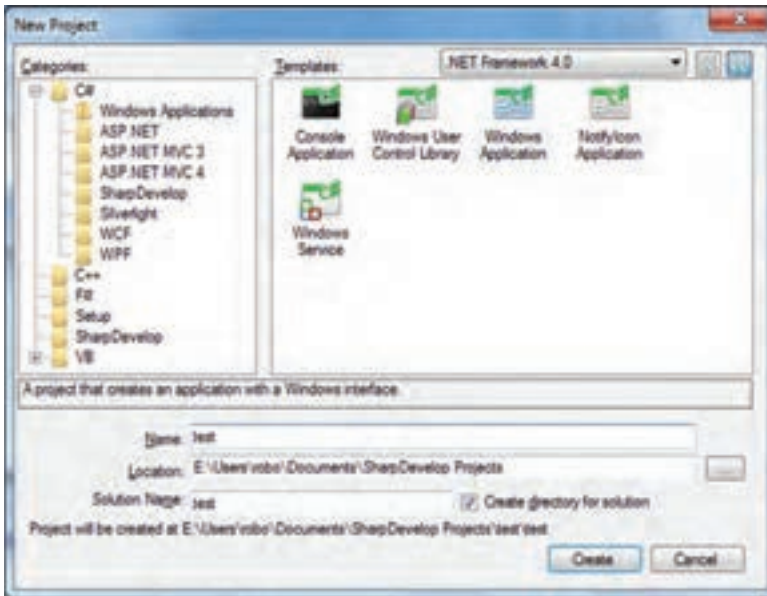 New Project
Categories:
C#
Windows Applications
ASP.NET
ASP.NET MVC 3
ASP.NET MVC 4
SharpDevelop
Silverlight
WCF
WPF
C++
F#
Setup
SharpDevelop
VB
Templates:
.NET Framework 4.0
Console Application
Windows User Control Library
Windows Application
NotifyIcon Application
Windows Service
A project that creates an application with a Windows interface.
Name: test
Location: E:\Users\robo\Documents\SharpDevelop Projects
Solution Name: test
Create directory for solution
Project will be created at E:\Users\robo\Documents\SharpDevelop Projects\test\test
Create
Cancel